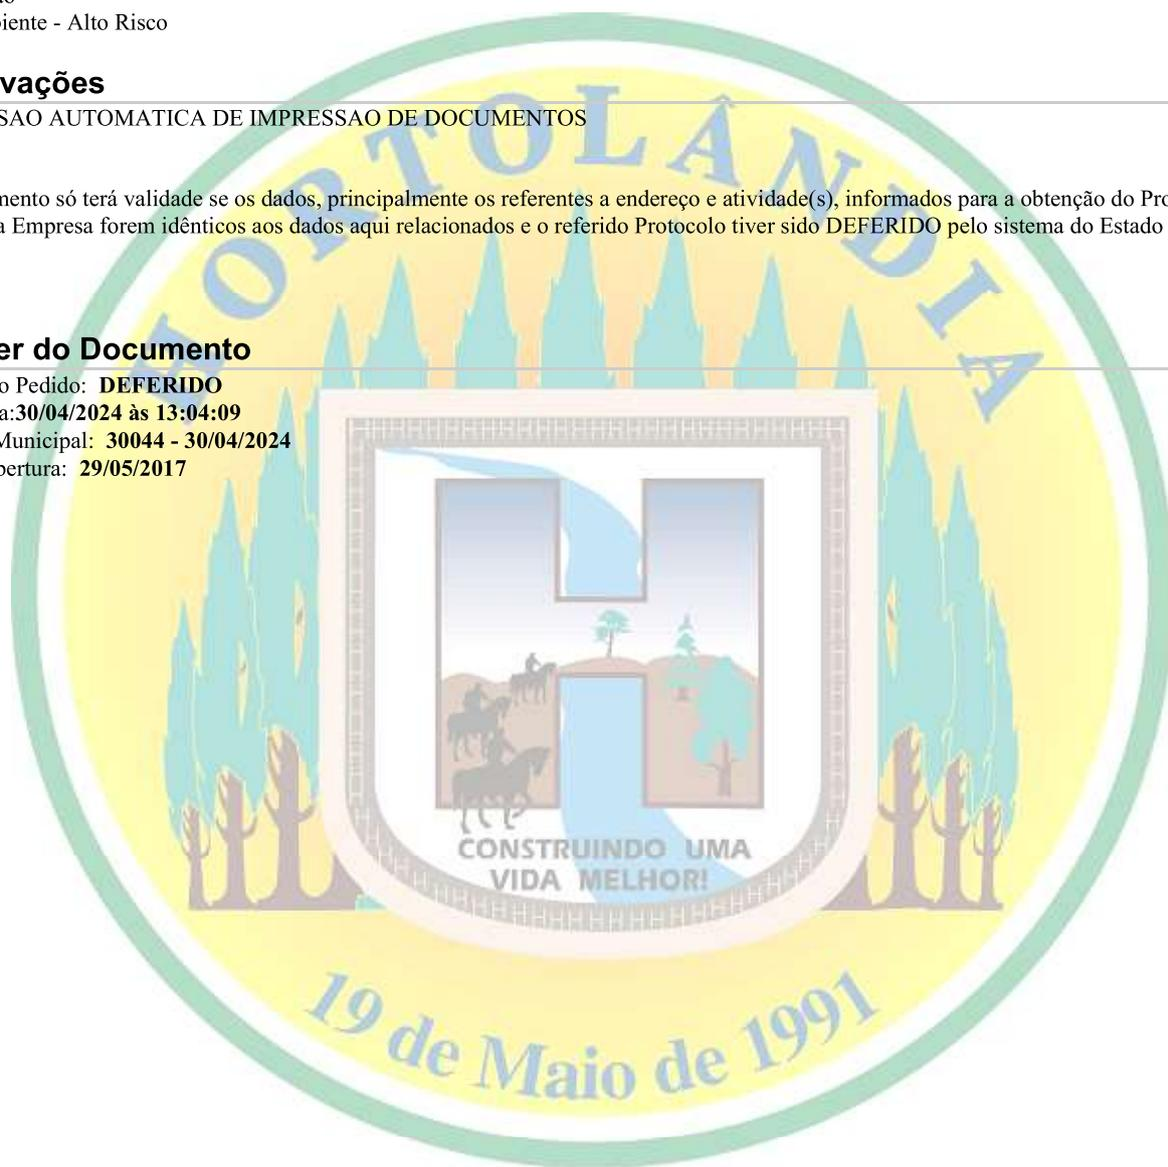 iente - Alto Risco
vações
SAO AUTOMATICA DE IMPRESSAO DE DOCUMENTOS
mento só terá validade se os dados, principalmente os referentes a endereço e atividade(s), informados para a obtenção do Pro
a Empresa forem idênticos aos dados aqui relacionados e o referido Protocolo tiver sido DEFERIDO pelo sistema do Estado
HORTOLÂNDIA
er do Documento
o Pedido: DEFERIDO
a:30/04/2024 às 13:04:09
Municipal: 30044 - 30/04/2024
bertura: 29/05/2017
CONSTRUINDO UMA
VIDA MELHOR!
19 de Maio de 1991